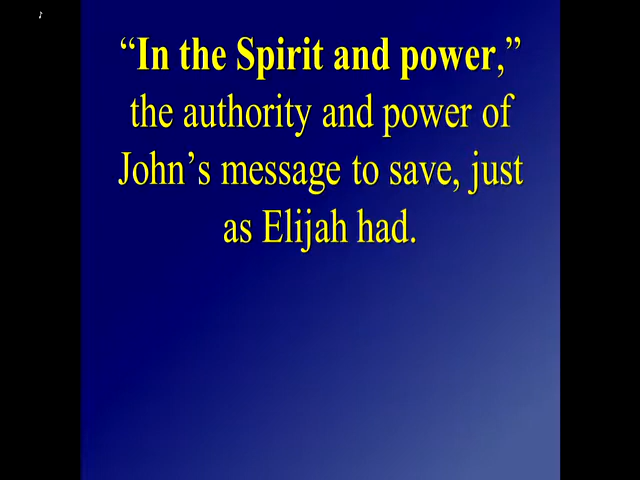 “In the Spirit and power,”
the authority and power of
John’s message to save, just
as Elijah had.